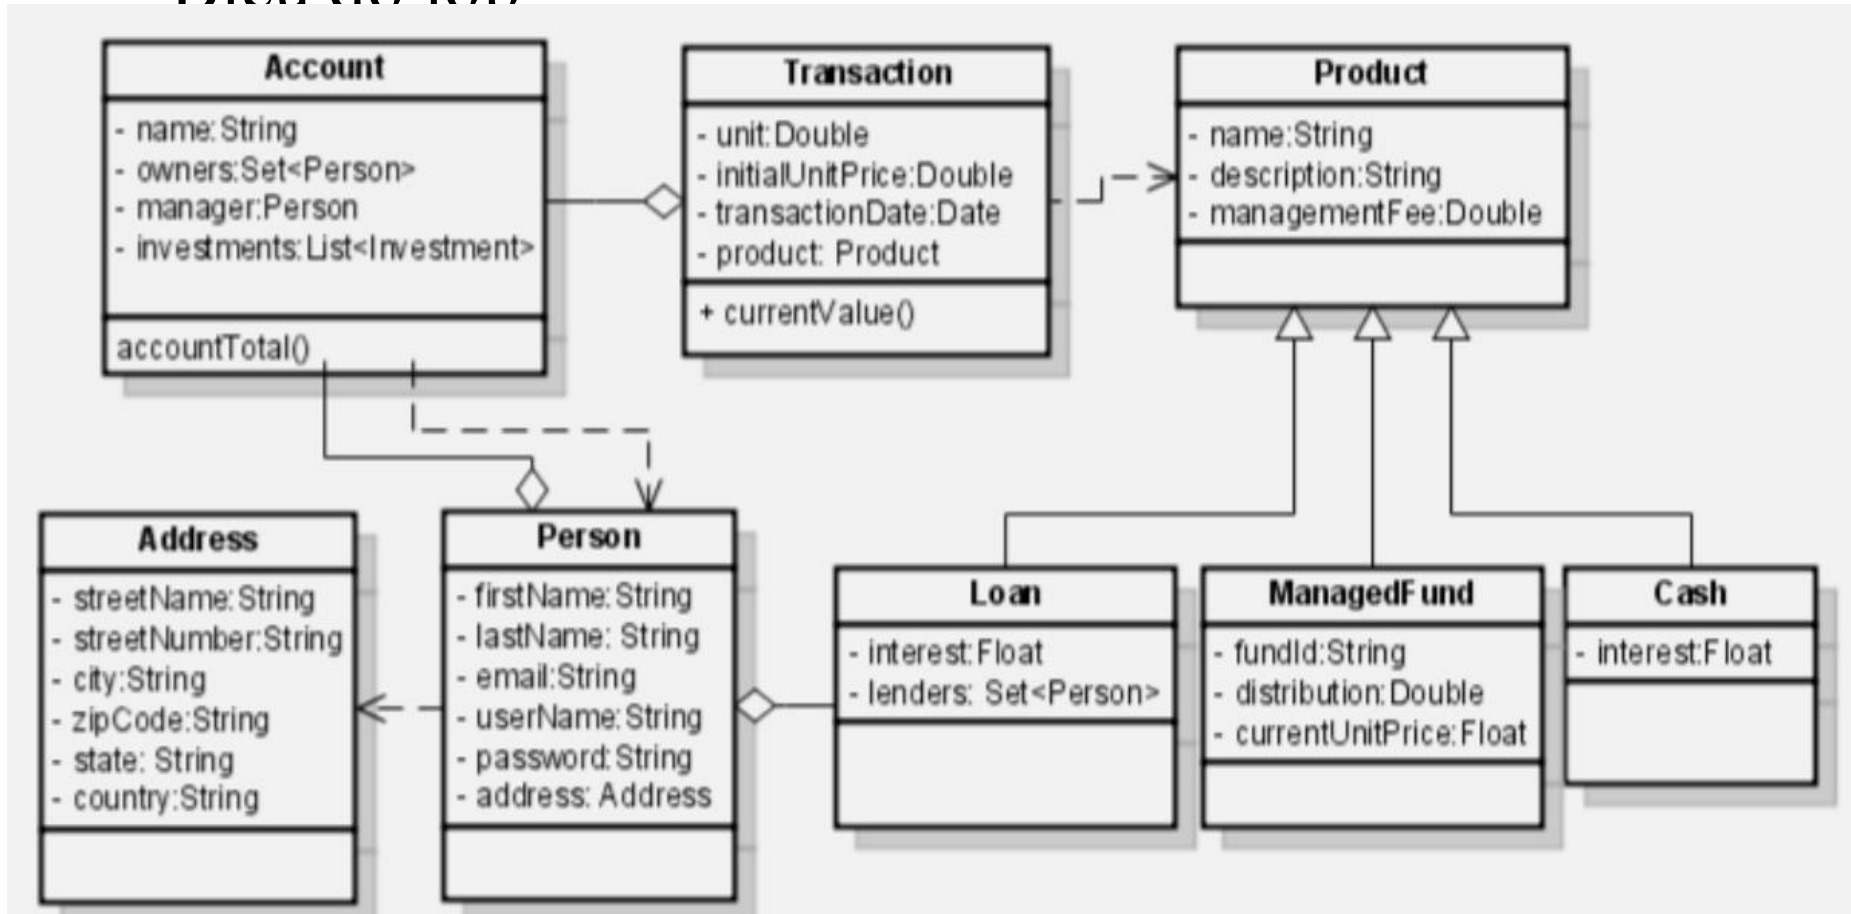 Account
- name:String
- owners:Set<Person>
- manager:Person
- investments:List<Investment>
accountTotal()
Transaction
- unit:Double
- initialUnitPrice:Double
- transactionDate:Date
- product: Product
+ currentValue()
Product
- name:String
- description:String
- managementFee:Double
Address
- streetName:String
- streetNumber:String
- city:String
- zipCode:String
- state: String
- country:String
Person
- firstName:String
- lastName: String
- email:String
- userName:String
- password:String
- address: Address
Loan
- interest:Float
- lenders: Set<Person>
ManagedFund
- fundId:String
- distribution:Double
- currentUnitPrice:Float
Cash
- interest:Float